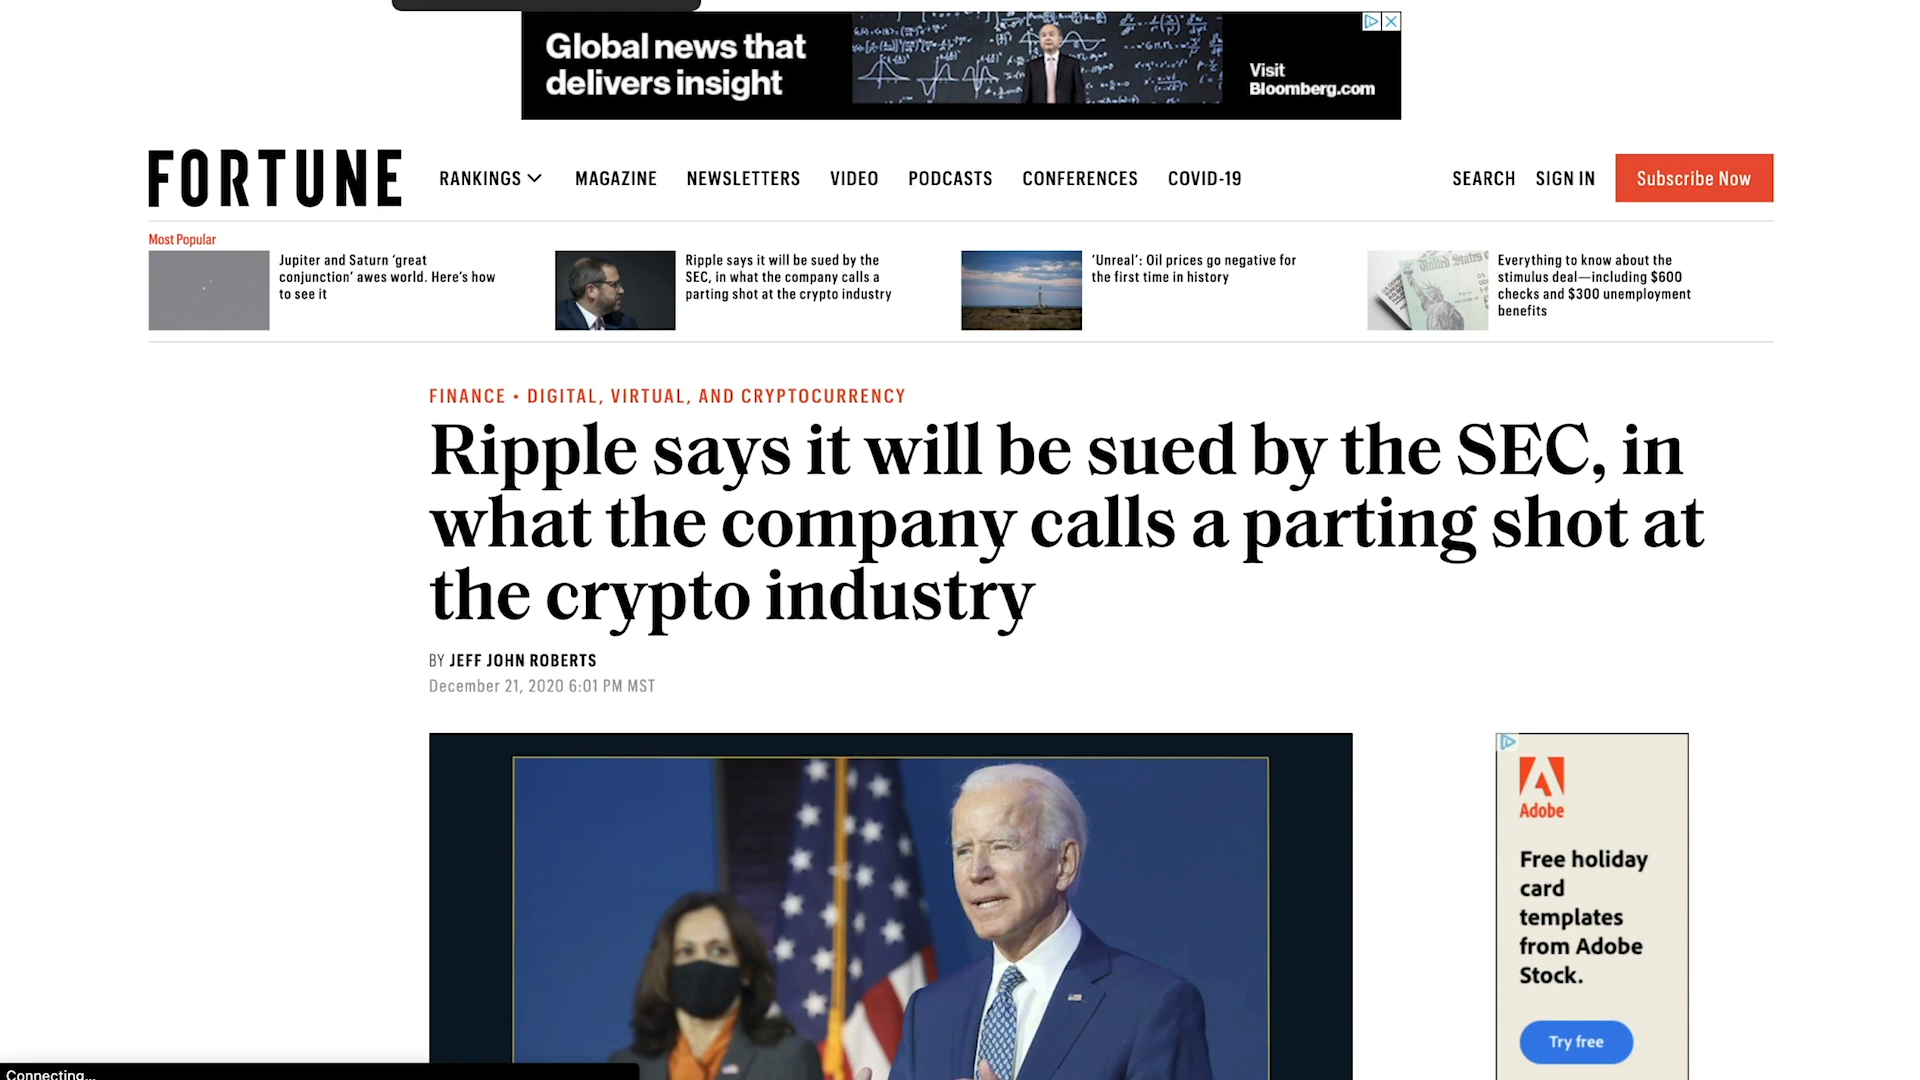 Global news that
delivers insight
Visit
Bloomberg.com
FORTUNE
RANKINGS MAGAZINE NEWSLETTERS VIDEO PODCASTS CONFERENCES COVID-19
SEARCH SIGN IN Subscribe Now
Most Popular
Jupiter and Saturn ‘great
conjunction’ awes world. Here’s how
to see it
Ripple says it will be sued by the
SEC, in what the company calls a
parting shot at the crypto industry
‘Unreal’: Oil prices go negative for
the first time in history
Everything to know about the
stimulus deal—including $600
checks and $300 unemployment
benefits
FINANCE • DIGITAL, VIRTUAL, AND CRYPTOCURRENCY
Ripple says it will be sued by the SEC, in
what the company calls a parting shot at
the crypto industry
BY JEFF JOHN ROBERTS
December 21, 2020 6:01 PM MST
Adobe
Free holiday
card
templates
from Adobe
Stock.
Try free
Connecting...